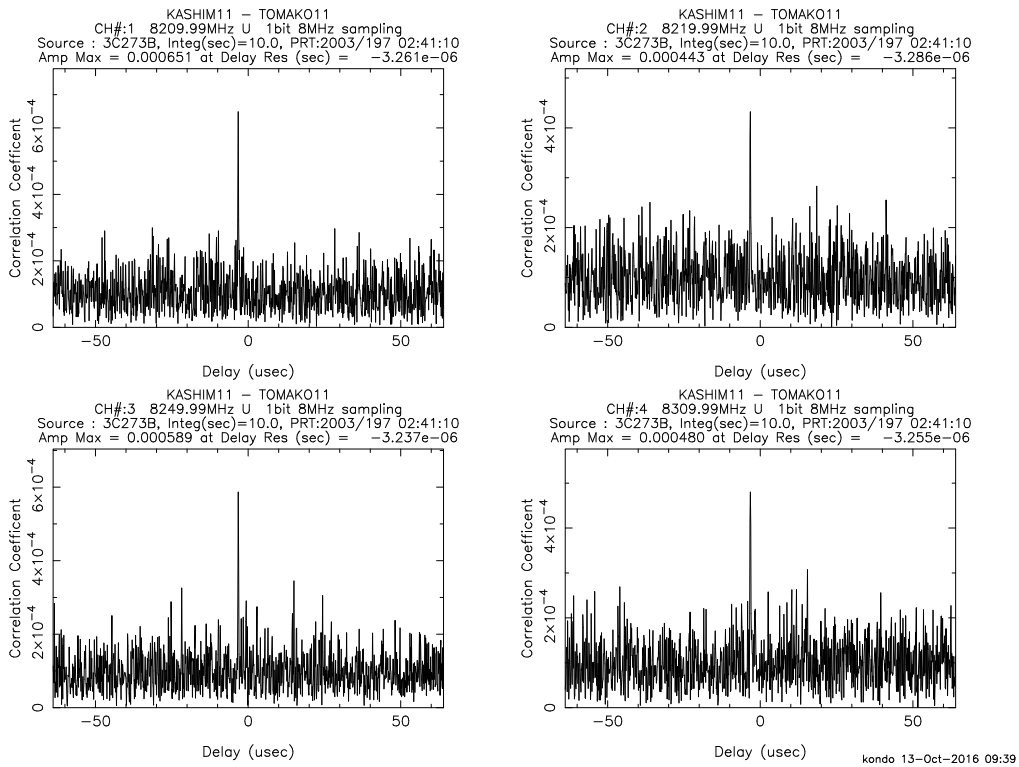 KASHIM11 − TOMAKO11
CH#:1 8209.99MHz U 1bit 8MHz sampling
Source : 3C273B, Integ(sec)=10.0, PRT:2003/197 02:41:10
Amp Max = 0.000651 at Delay Res (sec) = −3.261e−06
Correlation Coefficent
6×10−4
4×10−4
2×10−4
0
−50 0 50
Delay (usec)
KASHIM11 − TOMAKO11
CH#:2 8219.99MHz U 1bit 8MHz sampling
Source : 3C273B, Integ(sec)=10.0, PRT:2003/197 02:41:10
Amp Max = 0.000443 at Delay Res (sec) = −3.286e−06
Correlation Coefficent
4×10−4
2×10−4
0
−50 0 50
Delay (usec)
KASHIM11 − TOMAKO11
CH#:3 8249.99MHz U 1bit 8MHz sampling
Source : 3C273B, Integ(sec)=10.0, PRT:2003/197 02:41:10
Amp Max = 0.000589 at Delay Res (sec) = −3.237e−06
Correlation Coefficent
6×10−4
4×10−4
2×10−4
0
−50 0 50
Delay (usec)
KASHIM11 − TOMAKO11
CH#:4 8309.99MHz U 1bit 8MHz sampling
Source : 3C273B, Integ(sec)=10.0, PRT:2003/197 02:41:10
Amp Max = 0.000480 at Delay Res (sec) = −3.255e−06
Correlation Coefficent
4×10−4
2×10−4
0
−50 0 50
Delay (usec)
kondo 13−Oct−2016 09:39